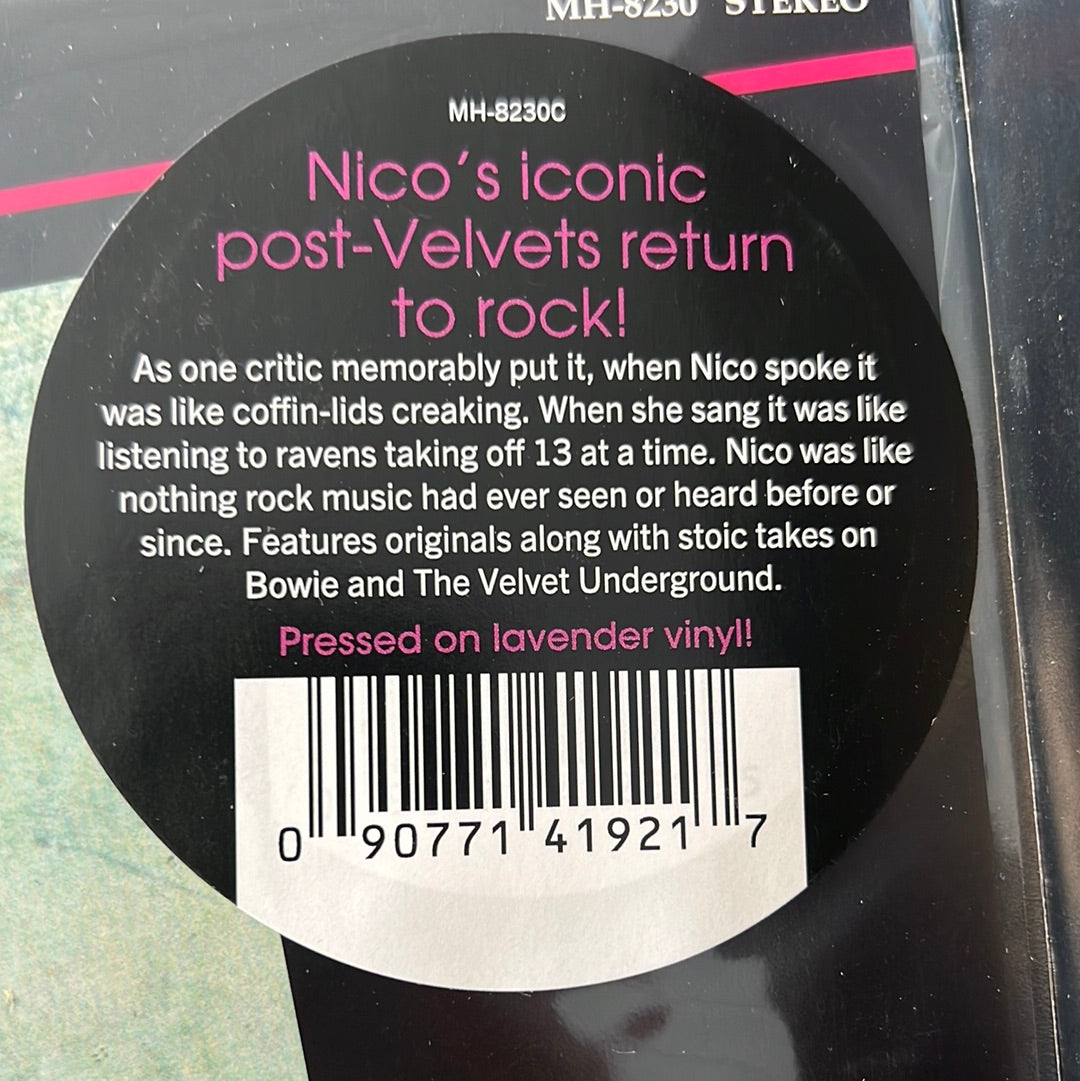 MH-8230 STEREO
MH-8230C
Nico's iconic
post-Velvets return
to rock!
As one critic memorably put it, when Nico spoke it
was like coffin-lids creaking. When she sang it was like
listening to ravens taking off 13 at a time. Nico was like
nothing rock music had ever seen or heard before or
since. Features originals along with stoic takes on
Bowie and The Velvet Underground.
Pressed on lavender vinyl!
0 90771 41921 7